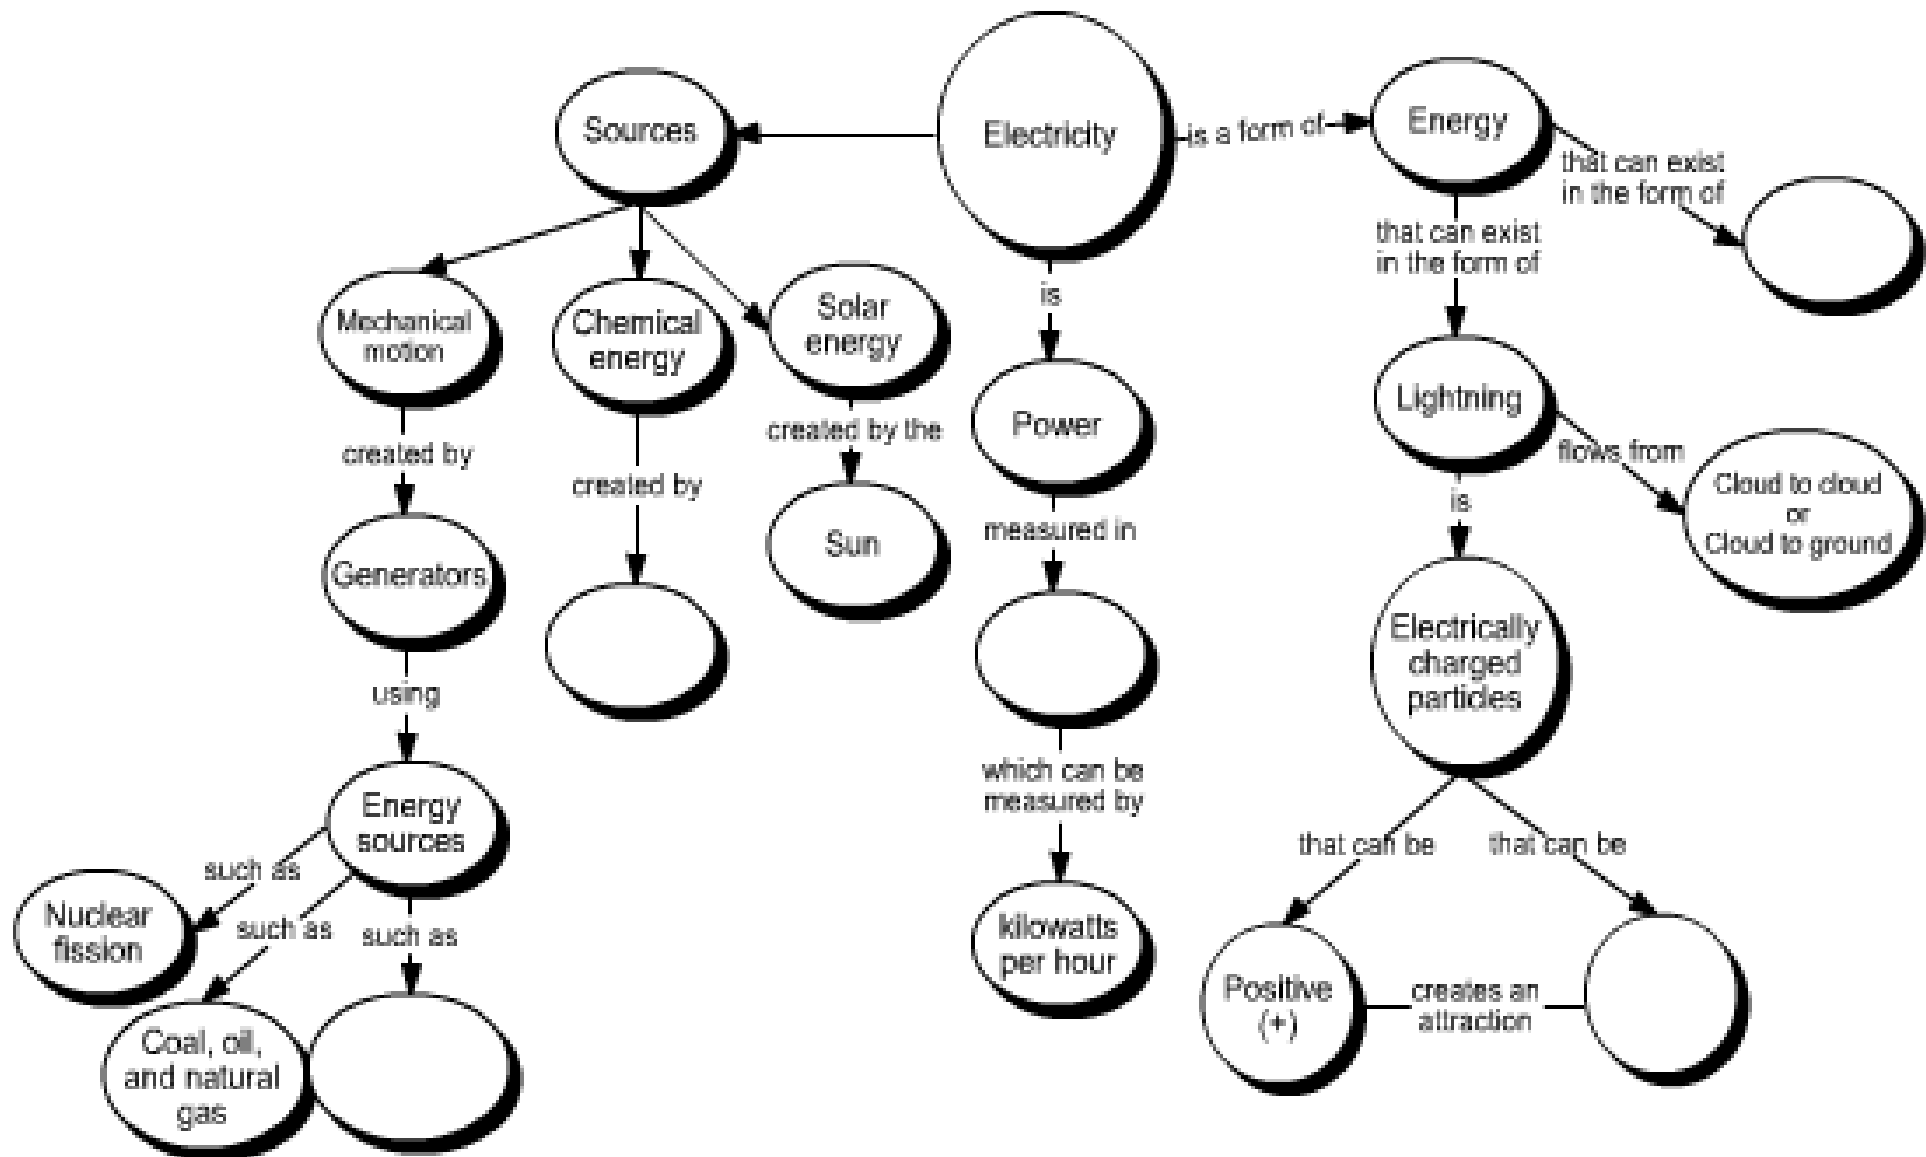 Sources
Electricity
is a form of
Energy
that can exist
in the form of
that can exist
in the form of
Mechanical
motion
Chemical
energy
Solar
energy
is
Lightning
created by
created by
created by the
Power
flows from
Cloud to cloud
or
Cloud to ground
is
Generators
Sun
measured in
Electrically
charged
particles
using
which can be
measured by
Energy
sources
that can be
that can be
such as
such as
such as
Nuclear
fission
Coal, oil,
and natural
gas
kilowatts
per hour
Positive
(+)
creates an
attraction